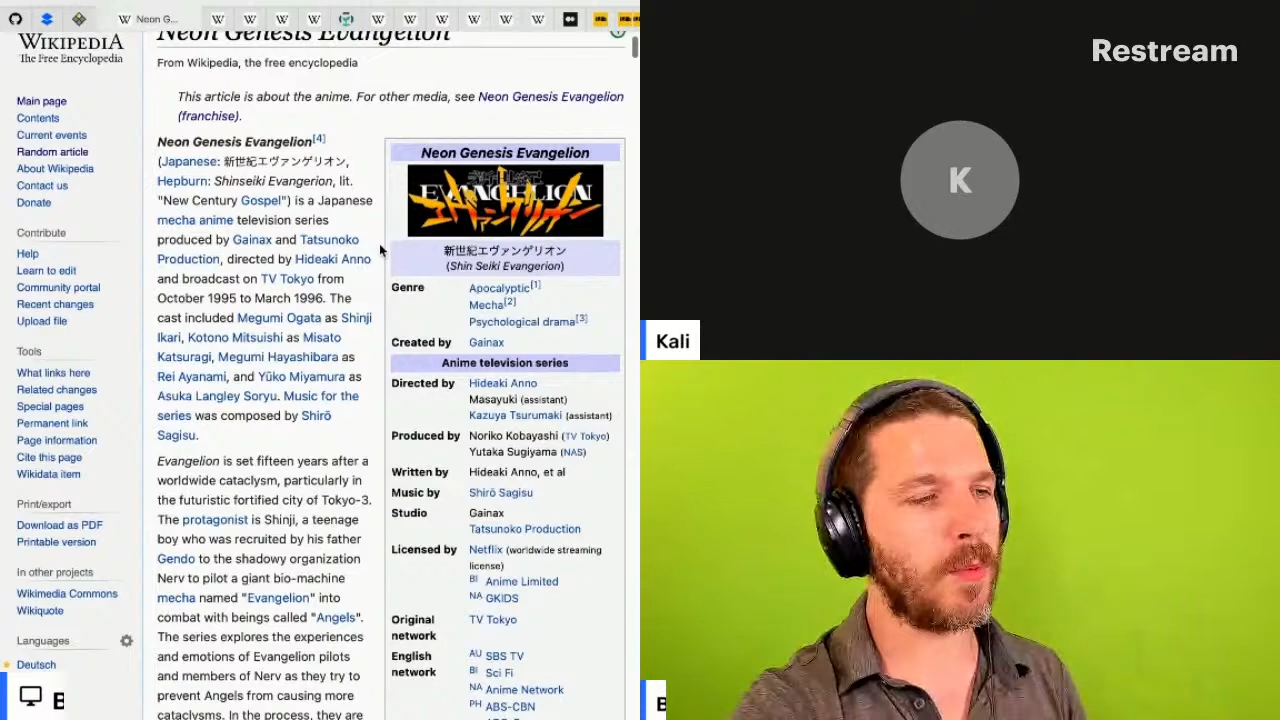 Neon G...
Neon Genesis Evangelion
WIKIPEDIA
The Free Encyclopedia
Main page
Contents
Current events
Random article
About Wikipedia
Contact us
Donate
Contribute
Help
Learn to edit
Community portal
Recent changes
Upload file
Tools
What links here
Related changes
Special pages
Permanent link
Page information
Cite this page
Wikidata item
Print/export
Download as PDF
Printable version
In other projects
Wikimedia Commons
Wikiquote
Languages
Deutsch
From Wikipedia, the free encyclopedia
This article is about the anime. For other media, see Neon Genesis Evangelion
(franchise).
Neon Genesis Evangelion[4]
(Japanese: 新世紀エヴァンゲリオン,
Hepburn: Shinseiki Evangerion, lit.
"New Century Gospel") is a Japanese
mecha anime television series
produced by Gainax and Tatsunoko
Production, directed by Hideaki Anno
and broadcast on TV Tokyo from
October 1995 to March 1996. The
cast included Megumi Ogata as Shinji
Ikari, Kotono Mitsuishi as Misato
Katsuragi, Megumi Hayashibara as
Rei Ayanami, and Yūko Miyamura as
Asuka Langley Soryu. Music for the
series was composed by Shirō
Sagisu.
Evangelion is set fifteen years after a
worldwide cataclysm, particularly in
the futuristic fortified city of Tokyo-3.
The protagonist is Shinji, a teenage
boy who was recruited by his father
Gendo to the shadowy organization
Nerv to pilot a giant bio-machine
mecha named "Evangelion" into
combat with beings called "Angels".
The series explores the experiences
and emotions of Evangelion pilots
and members of Nerv as they try to
prevent Angels from causing more
cataclysms. In the process, they are
Neon Genesis Evangelion
新世紀
EVANGELION
エヴァンゲリオン
新世紀エヴァンゲリオン
(Shin Seiki Evangerion)
Genre Apocalyptic[1]
Mecha[2]
Psychological drama[3]
Created by Gainax
Anime television series
Directed by Hideaki Anno
Masayuki (assistant)
Kazuya Tsurumaki (assistant)
Produced by Noriko Kobayashi (TV Tokyo)
Yutaka Sugiyama (NAS)
Written by Hideaki Anno, et al
Music by Shirō Sagisu
Studio Gainax
Tatsunoko Production
Licensed by Netflix (worldwide streaming
license)
BI Anime Limited
NA GKIDS
Original TV Tokyo
network
English AU SBS TV
network BI Sci Fi
NA Anime Network
PH ABS-CBN
Restream
K
Kali